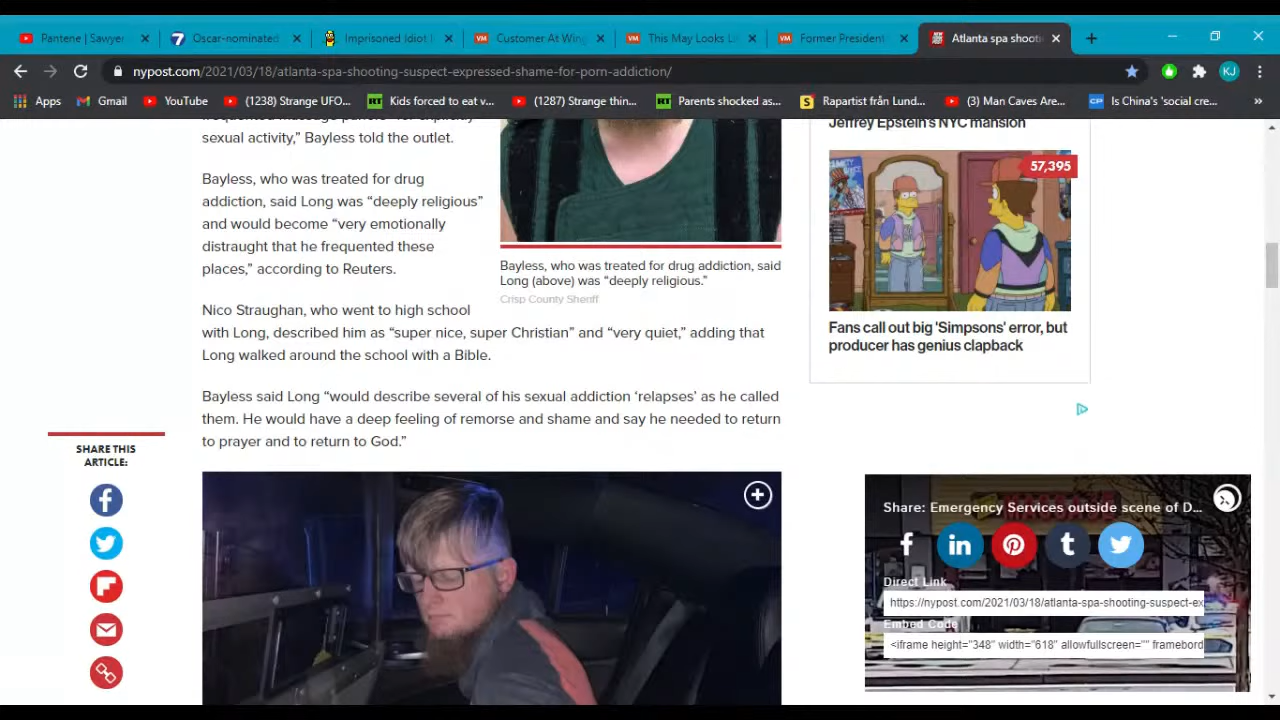 Pantene | Sawyer
Oscar-nominated
Imprisoned Idiot
Customer At Wing
This May Looks L
Former President
Atlanta spa shooti
nypost.com/2021/03/18/atlanta-spa-shooting-suspect-expressed-shame-for-porn-addiction/
KJ
Apps
Gmail
YouTube
(1238) Strange UFO...
Kids forced to eat v...
(1287) Strange thin...
Parents shocked as...
Rapartist från Lund...
(3) Man Caves Are...
Is China's 'social cre...
sexual activity,” Bayless told the outlet.
Bayless, who was treated for drug
addiction, said Long was “deeply religious”
and would become “very emotionally
distraught that he frequented these
places,” according to Reuters.
Bayless, who was treated for drug addiction, said
Long (above) was “deeply religious.”
Crisp County Sheriff
Nico Straughan, who went to high school
with Long, described him as “super nice, super Christian” and “very quiet,” adding that
Long walked around the school with a Bible.
Bayless said Long “would describe several of his sexual addiction ‘relapses’ as he called
them. He would have a deep feeling of remorse and shame and say he needed to return
to prayer and to return to God.”
SHARE THIS
ARTICLE:
Jeffrey Epstein's NYC mansion
57,395
Fans call out big 'Simpsons' error, but
producer has genius clapback
MASSAGE
Share: Emergency Services outside scene of D...
Direct Link
https://nypost.com/2021/03/18/atlanta-spa-shooting-suspect-ex
Embed Code
<iframe height="348" width="618" allowfullscreen="" framebord